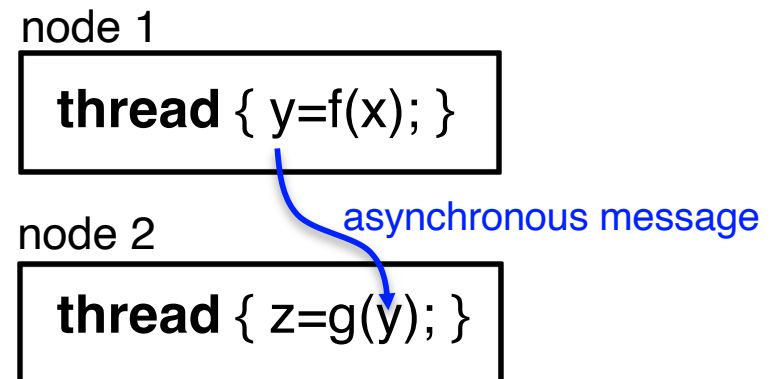 node 1
thread { y=f(x); }
asynchronous message
node 2
thread { z=g(y); }